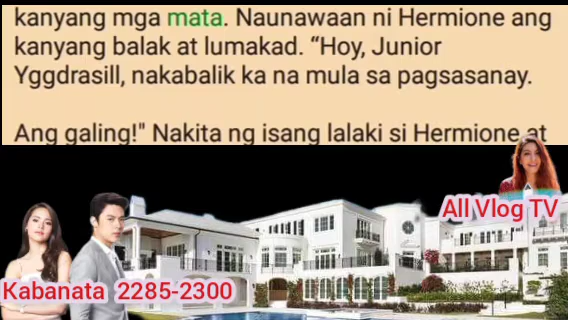 kanyang mga mata. Naunawaan ni Hermione ang
kanyang balak at lumakad. “Hoy, Junior
Yggdrasill, nakabalik ka na mula sa pagsasanay.
Ang galing!" Nakita ng isang lalaki si Hermione at
All Vlog TV
Kabanata 2285-2300